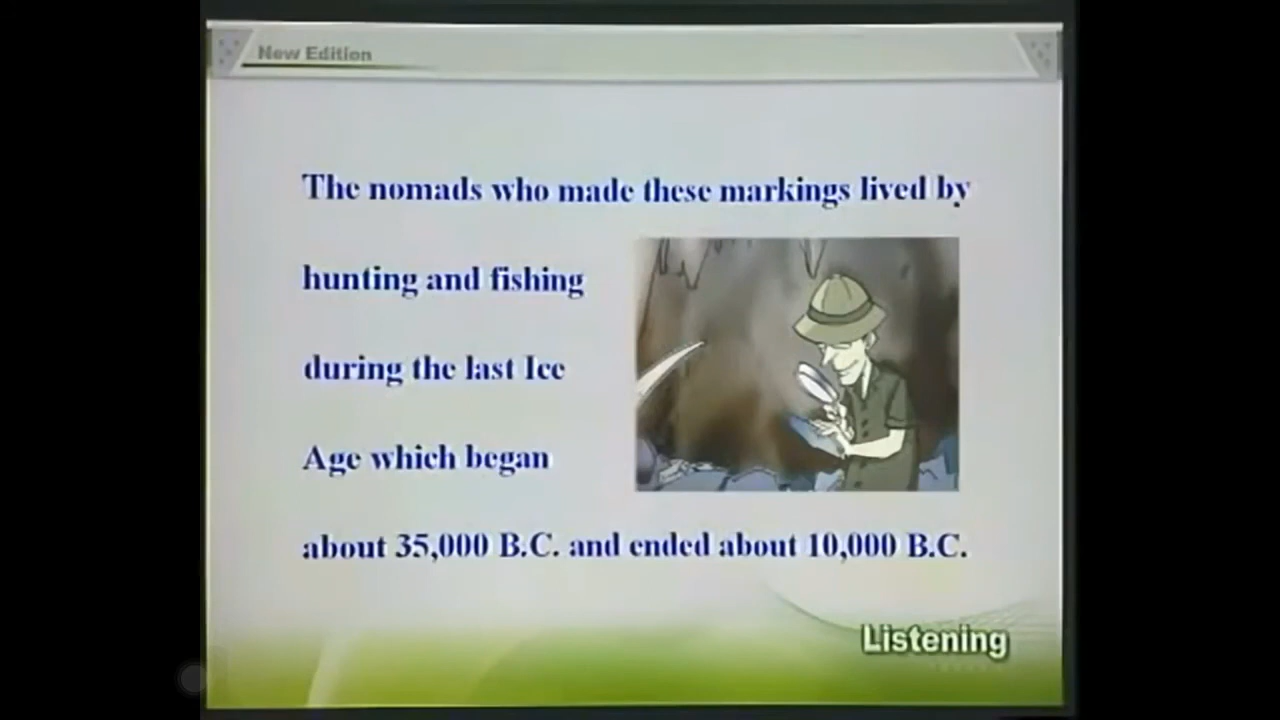 New Edition
The nomads who made these markings lived by
hunting and fishing
during the last Ice
Age which began
about 35,000 B.C. and ended about 10,000 B.C.
Listening